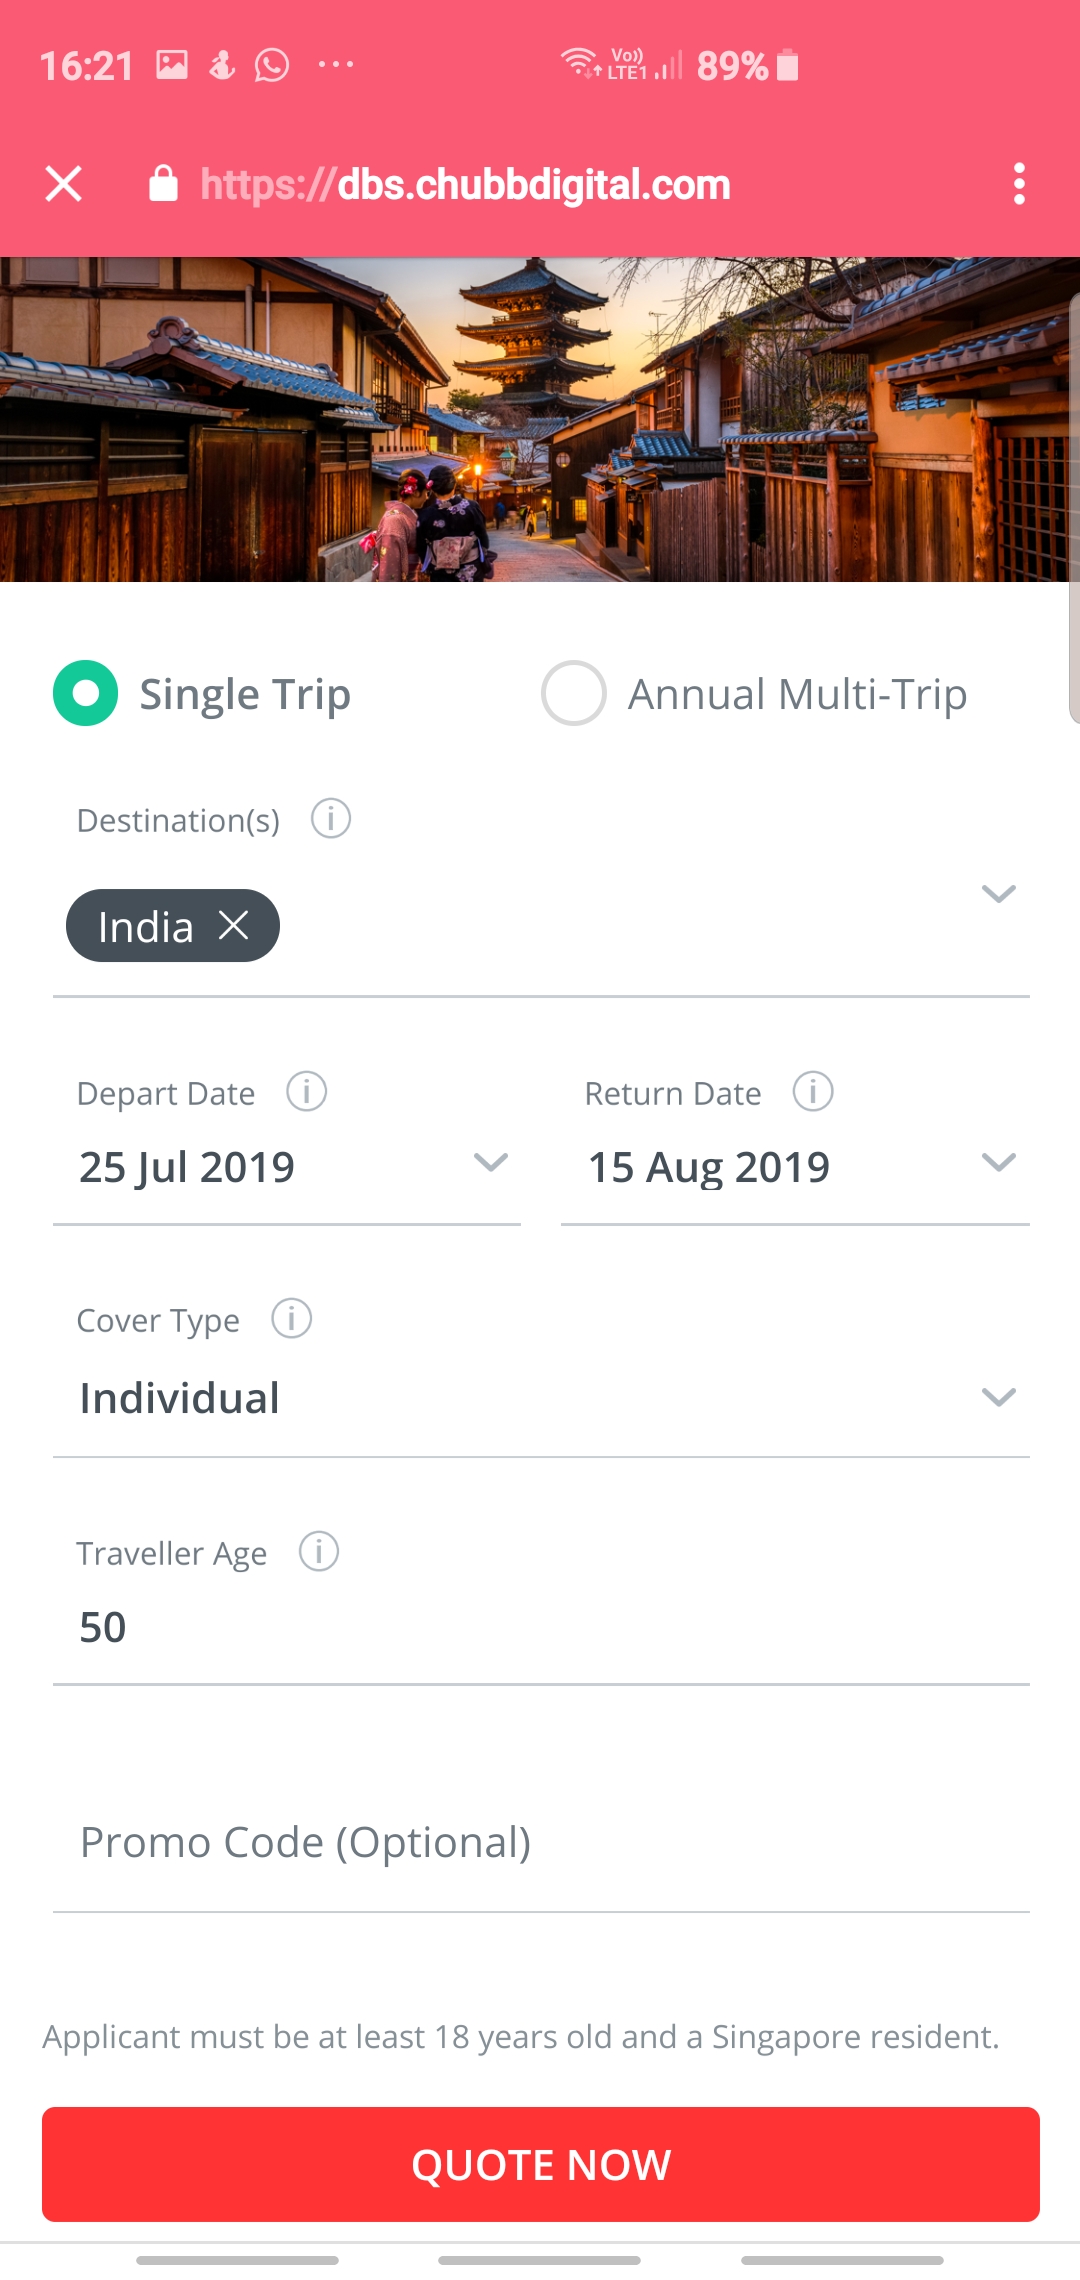 16:21 Vo)) LTE1 89%
https://dbs.chubbdigital.com
Single Trip Annual Multi-Trip
Destination(s)
India
Depart Date Return Date
25 Jul 2019 15 Aug 2019
Cover Type
Individual
Traveller Age
50
Promo Code (Optional)
Applicant must be at least 18 years old and a Singapore resident.
QUOTE NOW